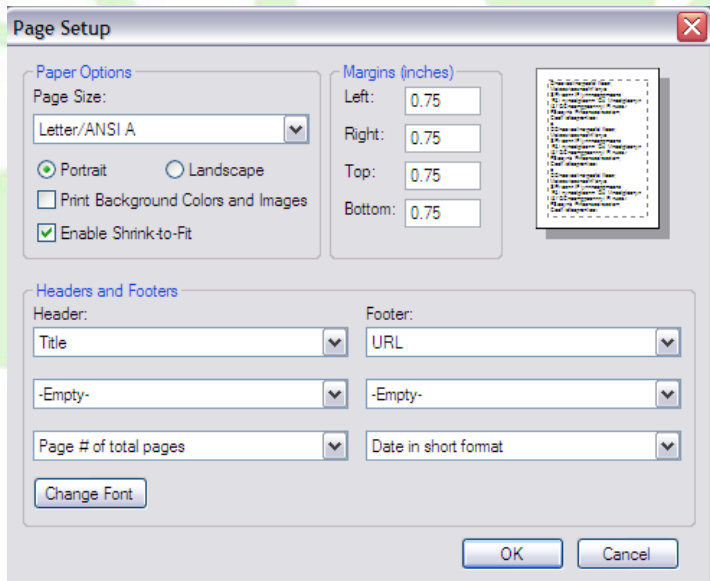 Page Setup
Paper Options
Page Size:
Letter/ANSI A
Portrait
Landscape
Print Background Colors and Images
Enable Shrink-to-Fit
Margins (inches)
Left: 0.75
Right: 0.75
Top: 0.75
Bottom: 0.75
Headers and Footers
Header:
Footer:
Title
URL
-Empty-
-Empty-
Page # of total pages
Date in short format
Change Font
OK
Cancel